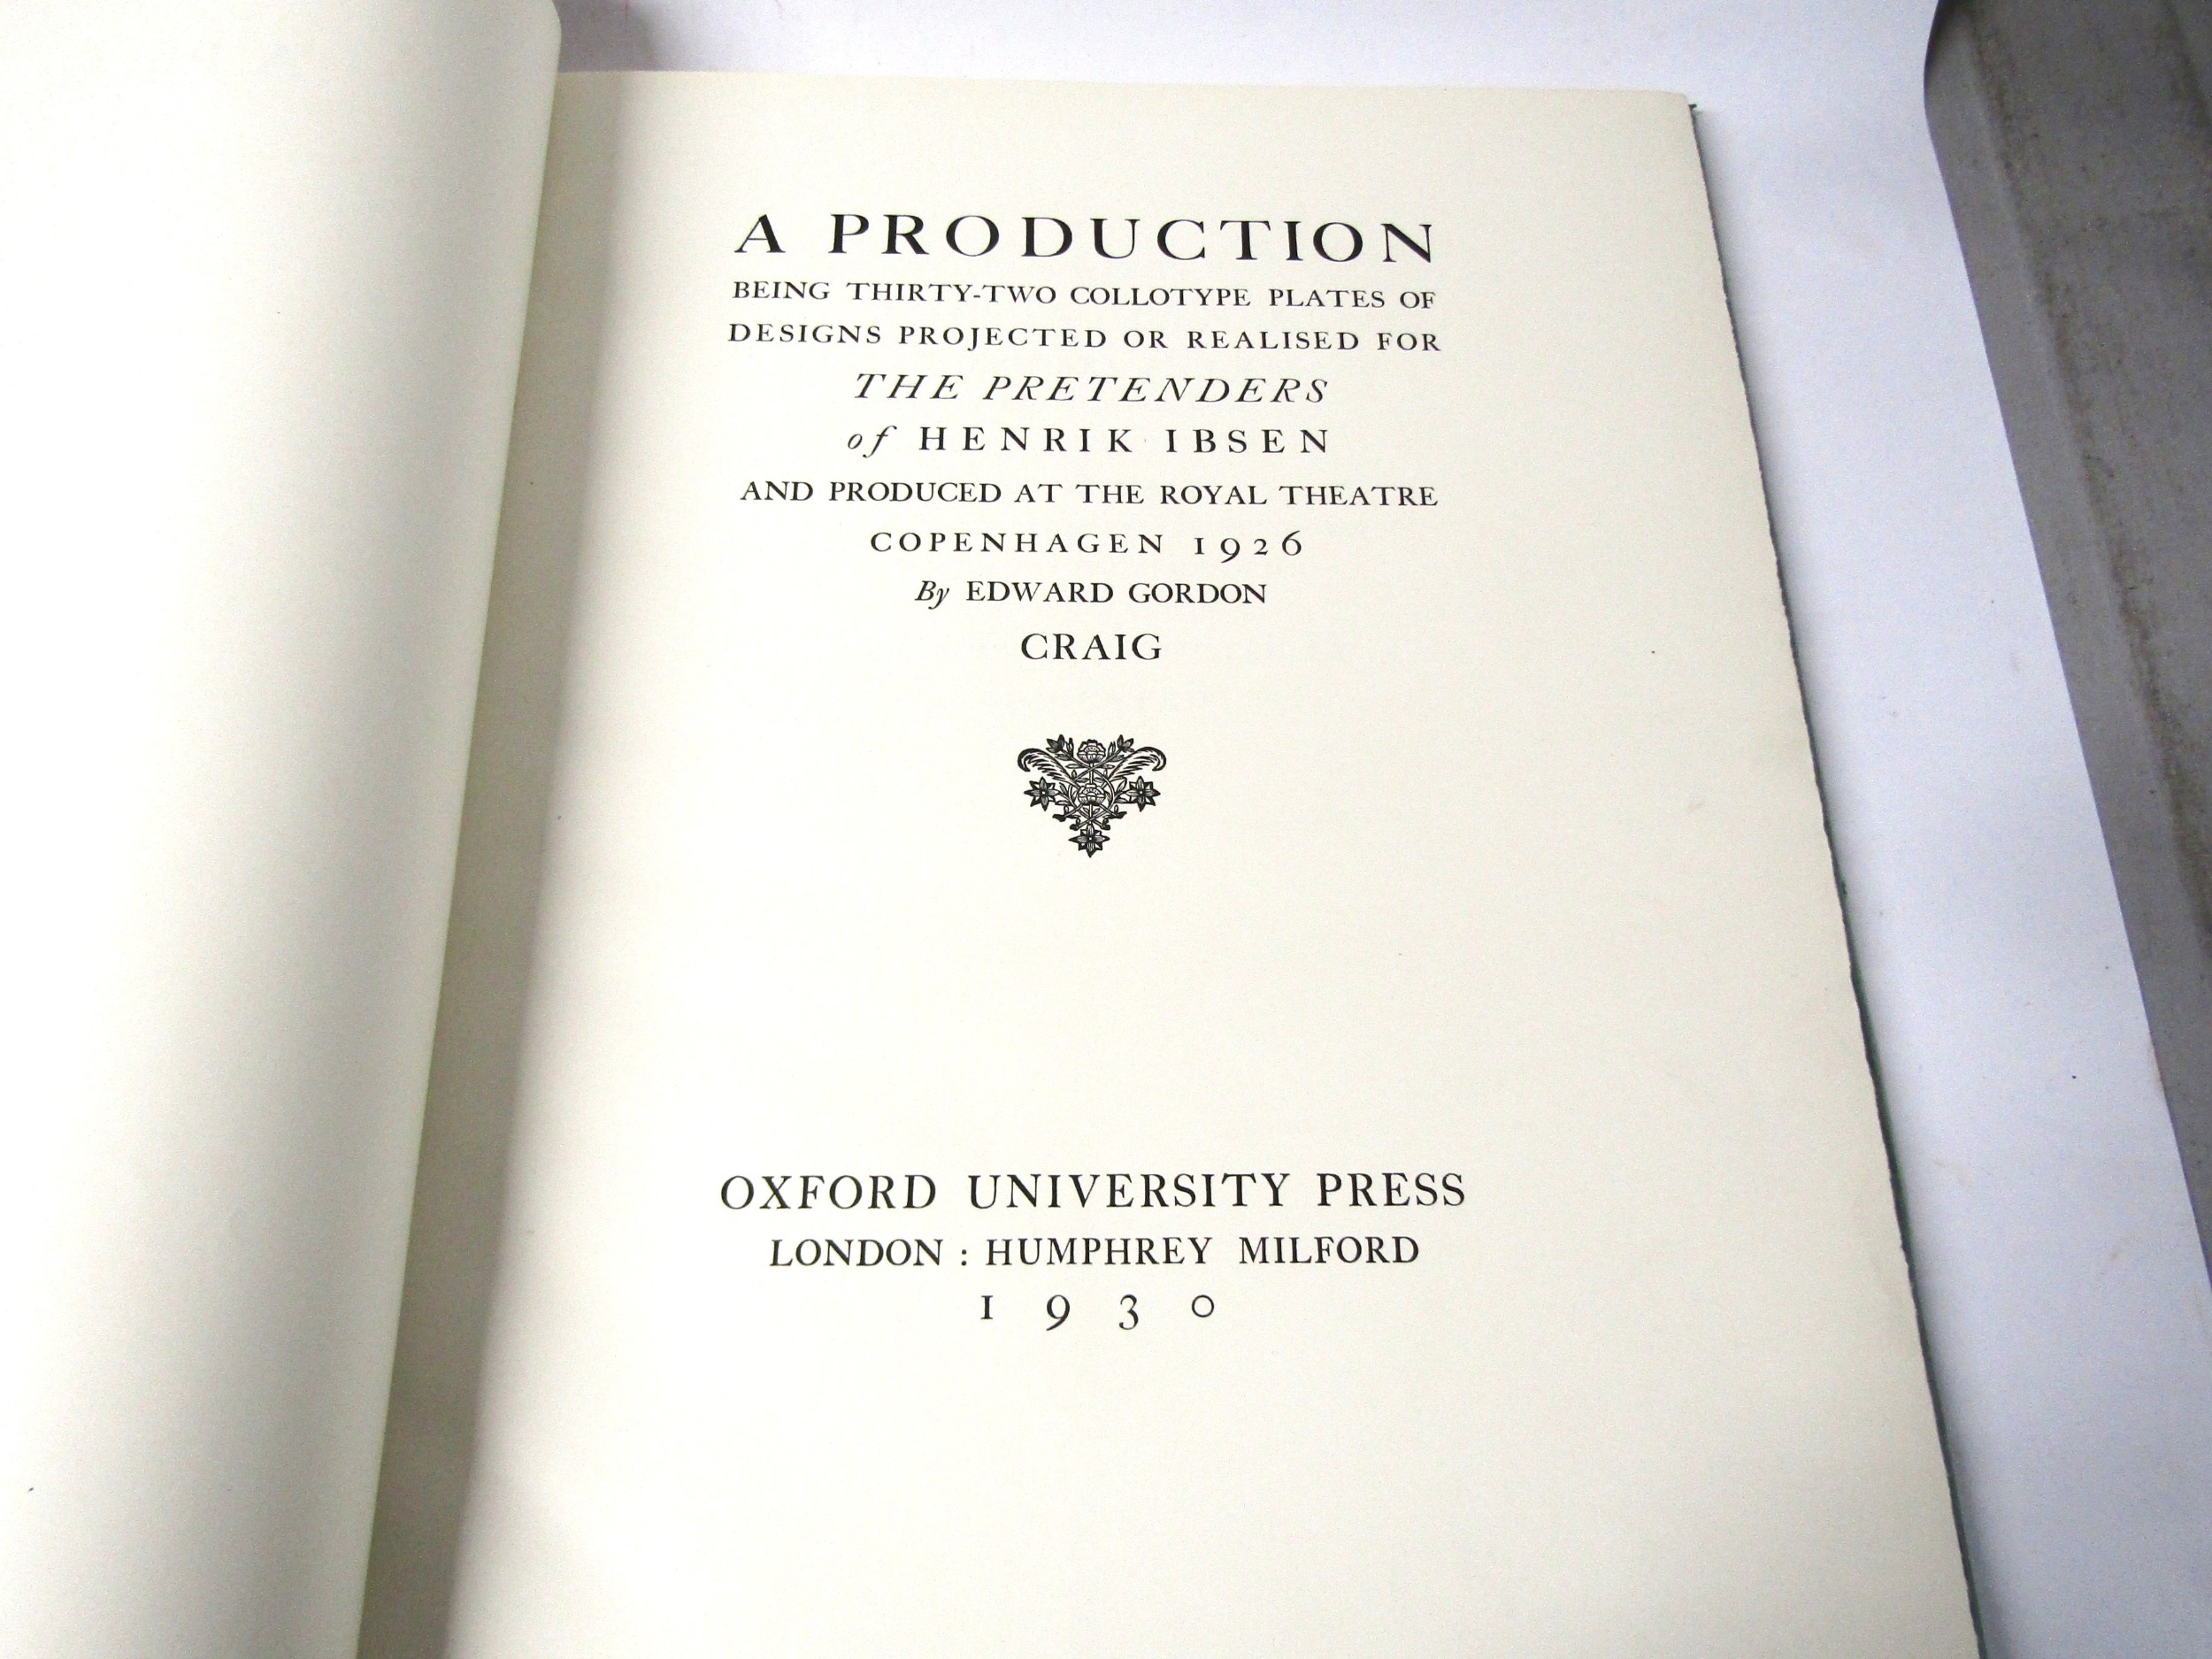 A PRODUCTION
BEING THIRTY-TWO COLLOTYPE PLATES OF
DESIGNS PROJECTED OR REALISED FOR
THE PRETENDERS
of HENRIK IBSEN
AND PRODUCED AT THE ROYAL THEATRE
COPENHAGEN 1926
By EDWARD GORDON
CRAIG
OXFORD UNIVERSITY PRESS
LONDON : HUMPHREY MILFORD
1930